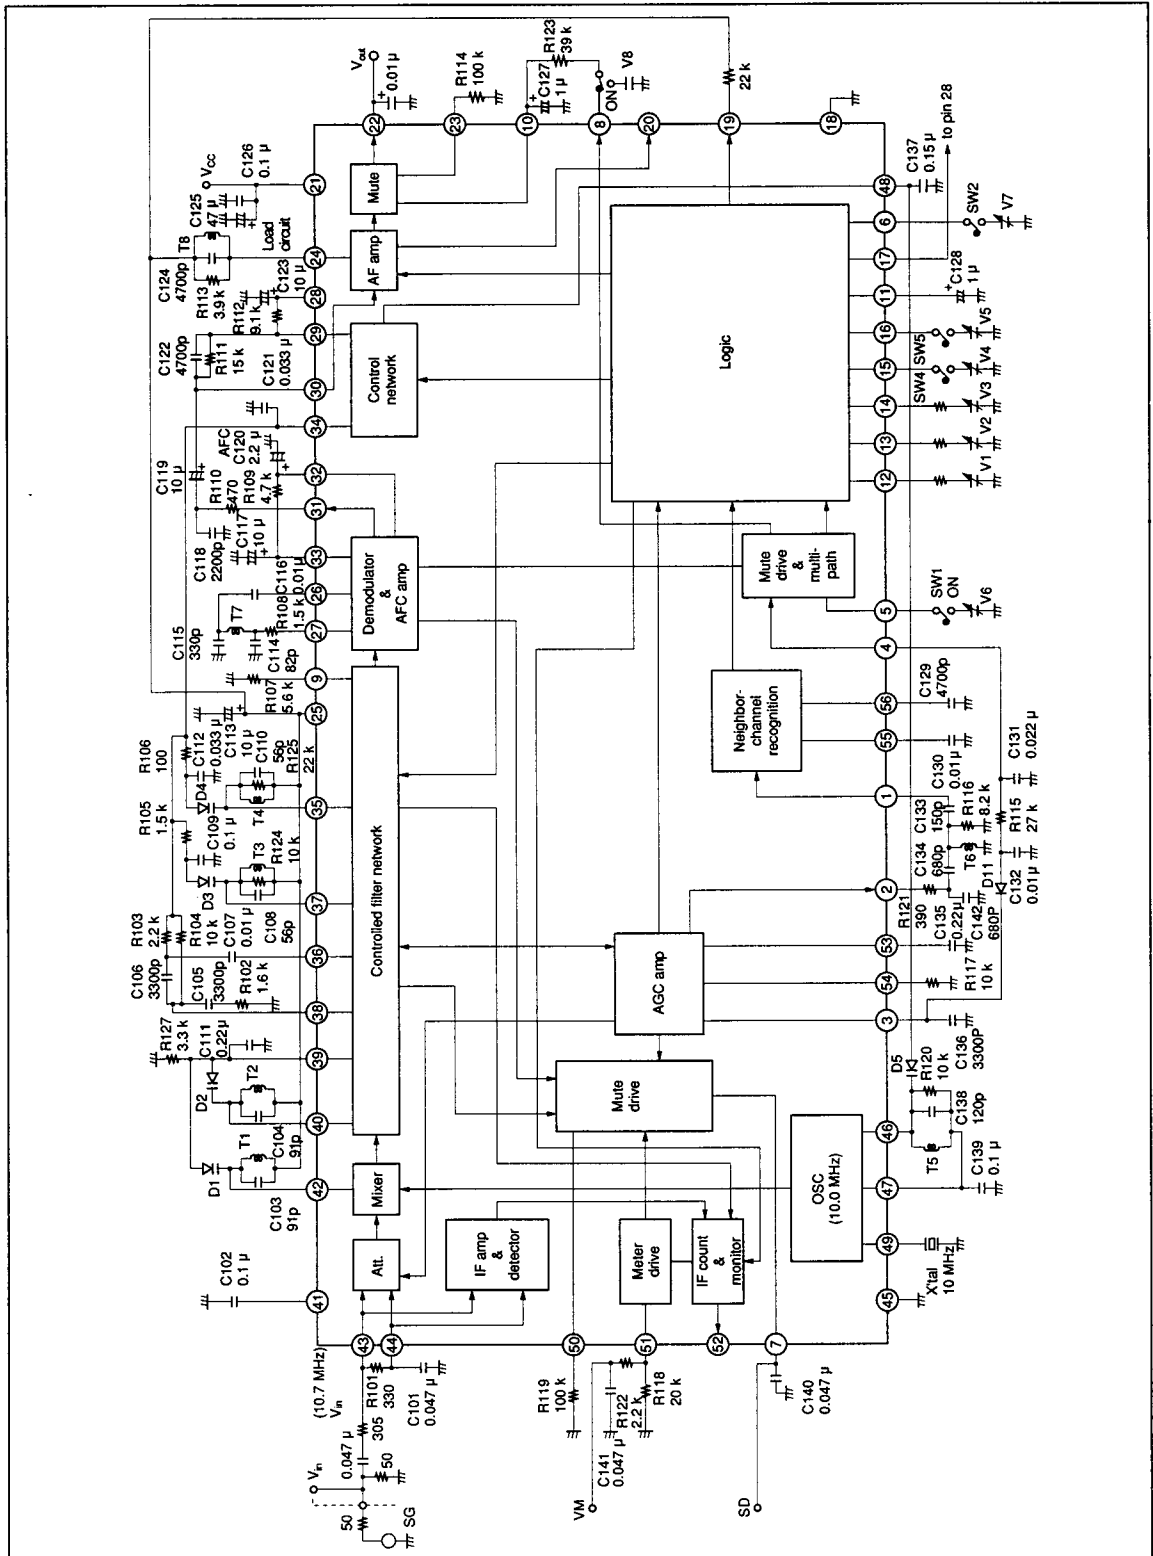 SG
50
50
Vin
0.047 µ
305
(10.7 MHz)
Vin
R101
330
C101
0.047 µ
C102
0.1 µ
43
44
41
C103
91p
D1
T1
42
C104
91p
D2
T2
40
R127
3.3 k
C111
0.22µ
39
38
C106
3300p
C105
3300p
R102
1.6 k
R103
2.2 k
R104
10 k
36
C107
0.01 µ
C108
56p
37
D3
T3
R124
10 k
C109
0.1 µ
R105
1.5 k
R106
100
D4
T4
35
C112
0.033 µ
C113
10 µ
C110
56p
R125
22 k
25
R107
5.6 k
9
C115
330p
T7
C114
82p
27
R108
1.5 k
C116
0.01µ
26
C118
2200p
C117
10 µ
33
C119
10 µ
R110
470
R109
4.7 k
31
AFC
C120
2.2 µ
32
34
C121
0.033 µ
30
C122
4700p
R111
15 k
29
R112
9.1 k
C123
10 µ
28
C124
4700p
R113
3.9 k
T8
Load
circuit
24
C125
47 µ
VCC
C126
0.1 µ
21
Att.
Mixer
Controlled filter network
Demodulator
&
AFC amp
Control
network
AF amp
Mute
IF amp
&
detector
Meter
drive
IF count
&
monitor
Mute
drive
AGC amp
Neighbor-
channel
recognition
Mute
drive
&
multi-
path
Logic
OSC
(10.0 MHz)
22
Vout
0.01 µ
23
R114
100 k
10
C127
1 µ
R123
39 k
8
ON
V8
20
19
22 k
18
VM
C141
0.047 µ
R119
100 k
50
R122
2.2 k
R118
20 k
51
52
7
SD
C140
0.047 µ
45
X'tal
10 MHz
49
47
C139
0.1 µ
46
T5
C138
120p
R120
10 k
D5
3
C136
3300P
54
R117
10 k
53
C135
0.22µ
C142
680P
2
R121
390
C134
680p
C133
150p
T6
R116
8.2 k
D11
C132
0.01µ
R115
27 k
C131
0.022 µ
1
55
C130
0.01µ
56
C129
4700p
4
5
SW1
ON
V6
12
V1
13
V2
14
V3
15
SW4
V4
16
SW5
V5
11
C128
1 µ
17
to pin 28
6
SW2
V7
48
C137
0.15 µ